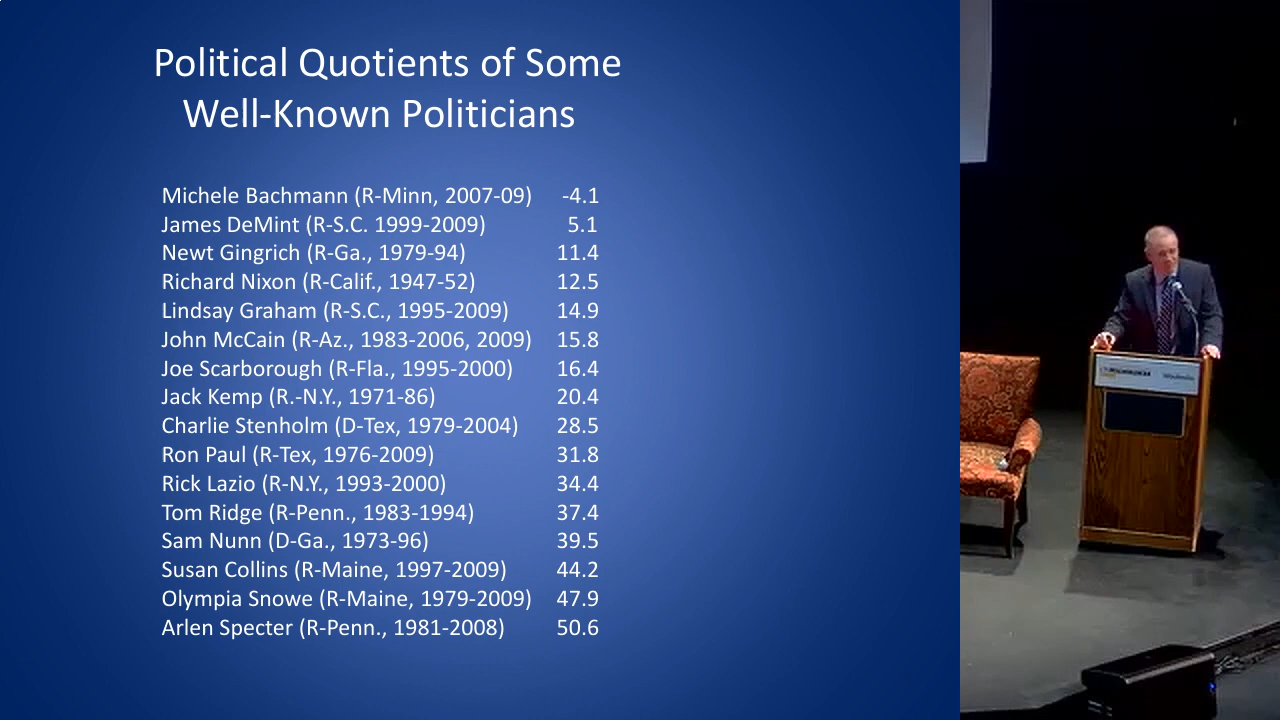 Political Quotients of Some
Well-Known Politicians
Michele Bachmann (R-Minn, 2007-09) -4.1
James DeMint (R-S.C. 1999-2009) 5.1
Newt Gingrich (R-Ga., 1979-94) 11.4
Richard Nixon (R-Calif., 1947-52) 12.5
Lindsay Graham (R-S.C., 1995-2009) 14.9
John McCain (R-Az., 1983-2006, 2009) 15.8
Joe Scarborough (R-Fla., 1995-2000) 16.4
Jack Kemp (R.-N.Y., 1971-86) 20.4
Charlie Stenholm (D-Tex, 1979-2004) 28.5
Ron Paul (R-Tex, 1976-2009) 31.8
Rick Lazio (R-N.Y., 1993-2000) 34.4
Tom Ridge (R-Penn., 1983-1994) 37.4
Sam Nunn (D-Ga., 1973-96) 39.5
Susan Collins (R-Maine, 1997-2009) 44.2
Olympia Snowe (R-Maine, 1979-2009) 47.9
Arlen Specter (R-Penn., 1981-2008) 50.6